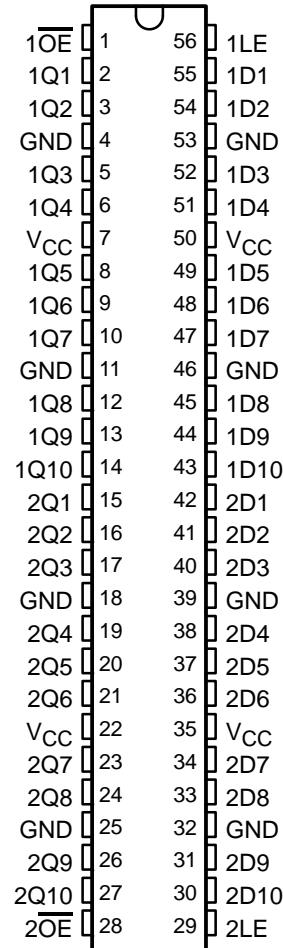 1O̅E̅ 1 56 1LE
1Q1 2 55 1D1
1Q2 3 54 1D2
GND 4 53 GND
1Q3 5 52 1D3
1Q4 6 51 1D4
VCC 7 50 VCC
1Q5 8 49 1D5
1Q6 9 48 1D6
1Q7 10 47 1D7
GND 11 46 GND
1Q8 12 45 1D8
1Q9 13 44 1D9
1Q10 14 43 1D10
2Q1 15 42 2D1
2Q2 16 41 2D2
2Q3 17 40 2D3
GND 18 39 GND
2Q4 19 38 2D4
2Q5 20 37 2D5
2Q6 21 36 2D6
VCC 22 35 VCC
2Q7 23 34 2D7
2Q8 24 33 2D8
GND 25 32 GND
2Q9 26 31 2D9
2Q10 27 30 2D10
2O̅E̅ 28 29 2LE